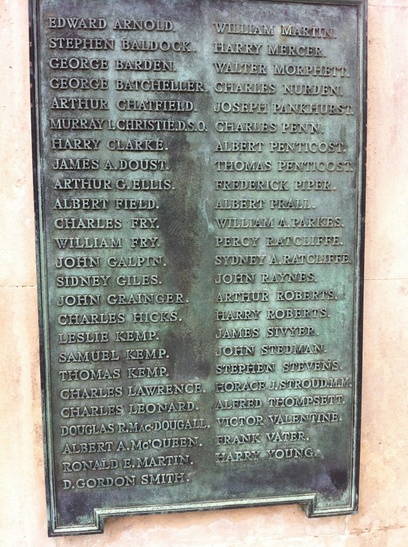 EDWARD ARNOLD.
STEPHEN BALDOCK.
GEORGE BARDEN.
GEORGE BATCHELLER.
ARTHUR CHATFIELD.
MURRAY I. CHRISTIE D.S.O.
HARRY CLARKE.
JAMES A. DOUST.
ARTHUR G. ELLIS.
ALBERT FIELD.
CHARLES FRY.
WILLIAM FRY.
JOHN GALPIN.
SIDNEY GILES.
JOHN GRAINGER.
CHARLES HICKS.
LESLIE KEMP.
SAMUEL KEMP.
THOMAS KEMP.
CHARLES LAWRENCE.
CHARLES LEONARD.
DOUGLAS R. MacDOUGALL.
ALBERT A. McQUEEN.
RONALD E. MARTIN.
D. GORDON SMITH.
WILLIAM MARTIN.
HARRY MERCER.
WALTER MORPHETT.
CHARLES NURDEN.
JOSEPH PANKHURST.
CHARLES PENN.
ALBERT PENTICOST.
THOMAS PENTICOST.
FREDERICK PIPER.
ALBERT PRALL.
WILLIAM A. PARKES.
PERCY RATCLIFFE.
SYDNEY A. RATCLIFFE.
JOHN RAYNES.
ARTHUR ROBERTS.
HARRY ROBERTS.
JAMES SIVYER.
JOHN STEDMAN.
STEPHEN STEVENS.
HORACE J. STROUD. M.M.
ALFRED THOMPSETT.
VICTOR VALENTINE.
FRANK VATER.
HARRY YOUNG.